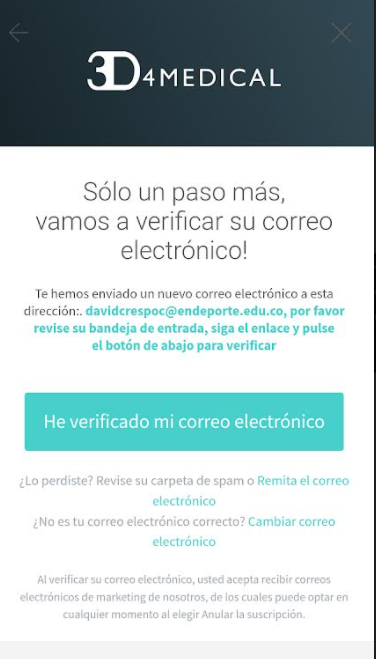 3D4MEDICAL
Sólo un paso más,
vamos a verificar su correo
electrónico!
Te hemos enviado un nuevo correo electrónico a esta
dirección:. davidcrespoc@endeporte.edu.co, por favor
revise su bandeja de entrada, siga el enlace y pulse
el botón de abajo para verificar
He verificado mi correo electrónico
¿Lo perdiste? Revise su carpeta de spam o Remita el correo
electrónico
¿No es tu correo electrónico correcto? Cambiar correo
electrónico
Al verificar su correo electrónico, usted acepta recibir correos
electrónicos de marketing de nosotros, de los cuales puede optar en
cualquier momento al elegir Anular la suscripción.